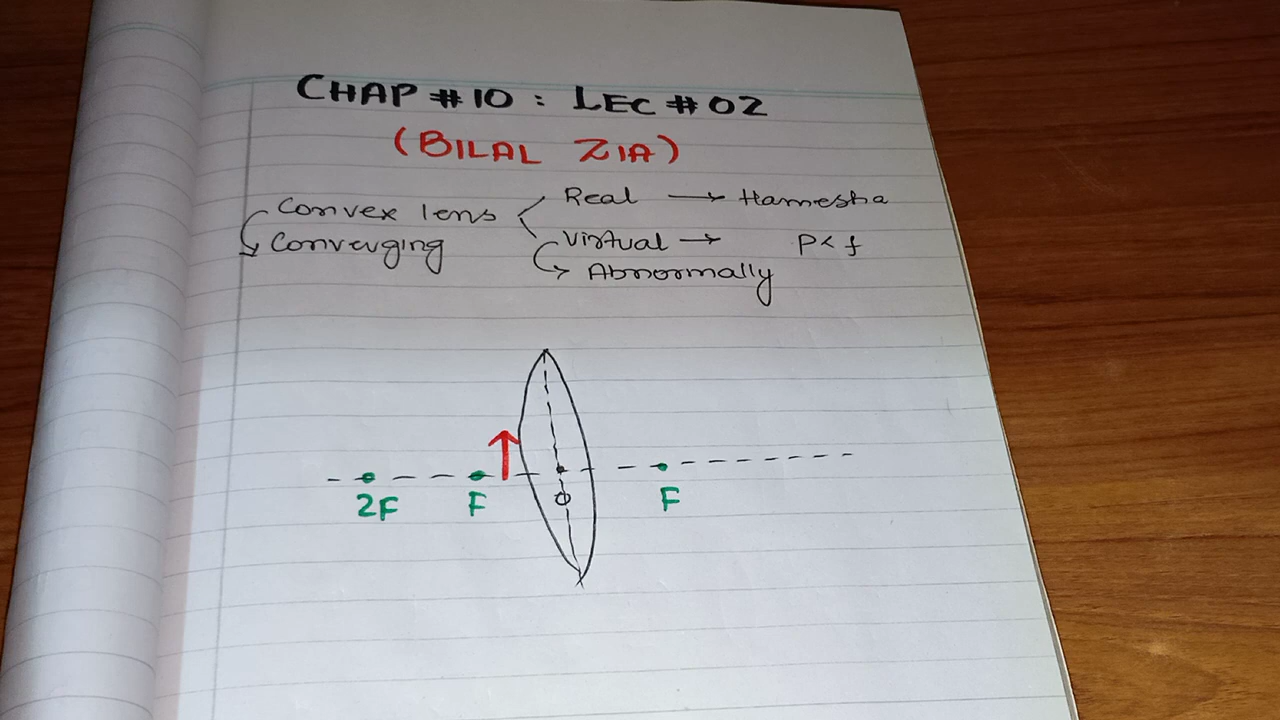 CHAP # 10 : LEC # 02
(BILAL ZIA)
Convex lens Real → Hamesha
Converging Virtual → P < f
Abnormally
2F F O F